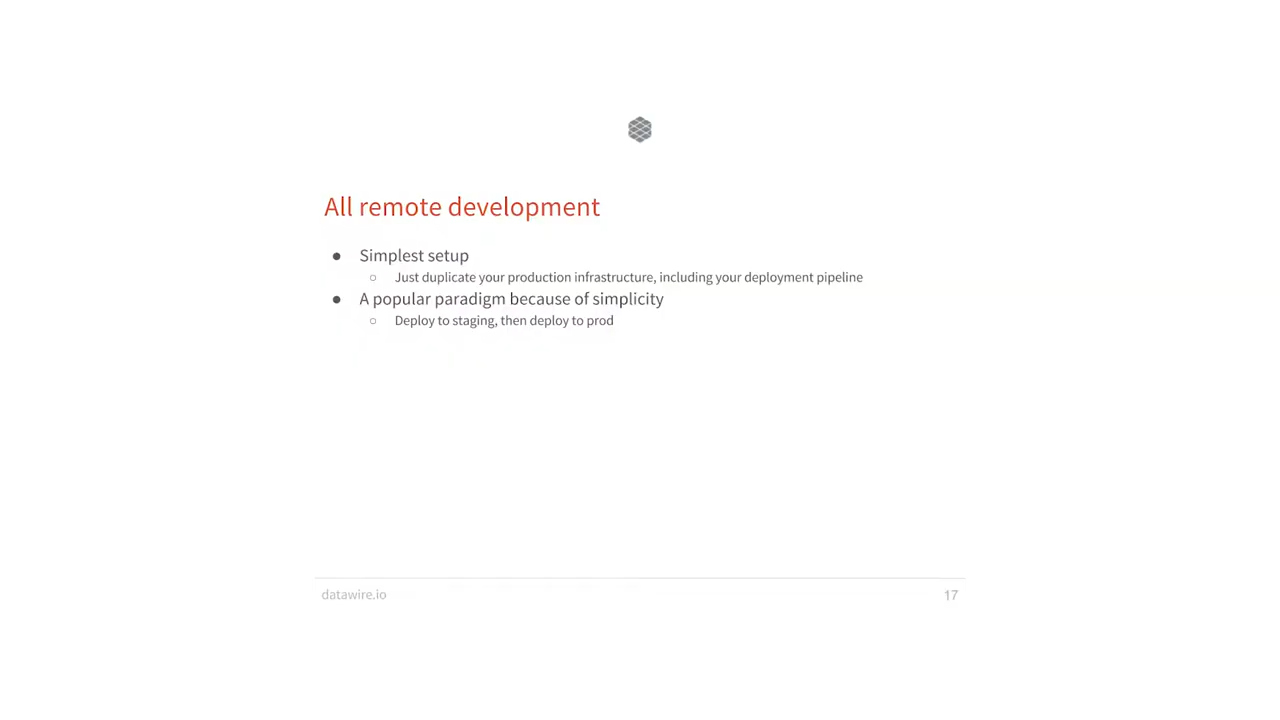 All remote development
● Simplest setup
○ Just duplicate your production infrastructure, including your deployment pipeline
● A popular paradigm because of simplicity
○ Deploy to staging, then deploy to prod
datawire.io
17